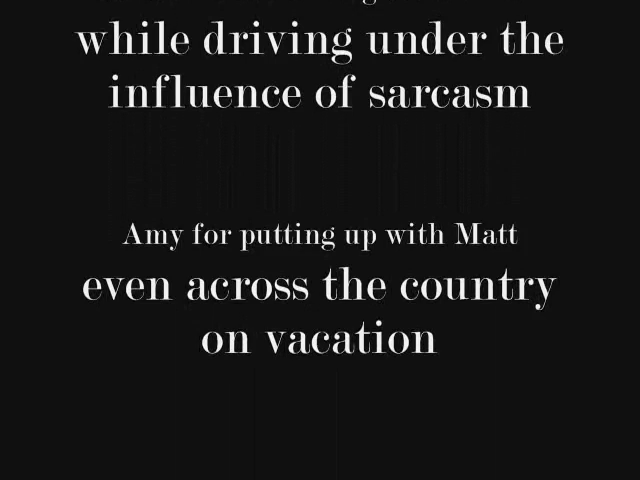 while driving under the
influence of sarcasm
Amy for putting up with Matt
even across the country
on vacation